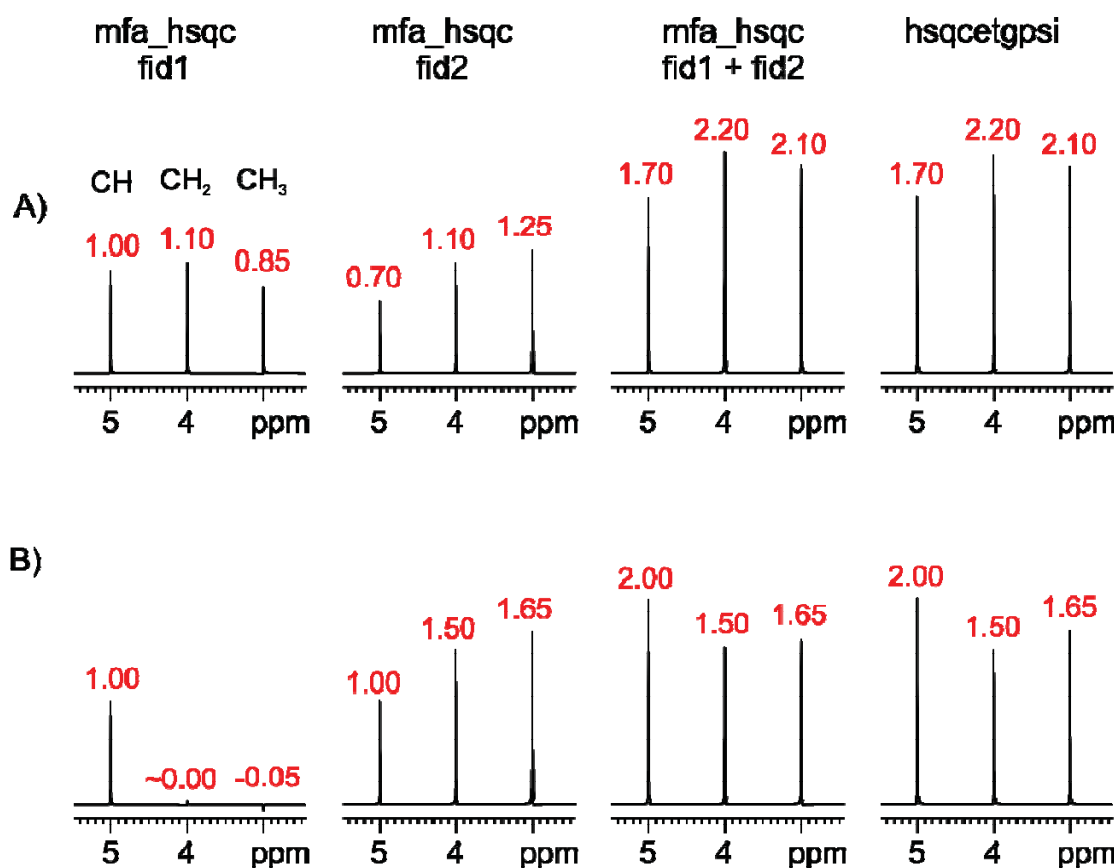 mfa_hsqc
fid1
mfa_hsqc
fid2
mfa_hsqc
fid1 + fid2
hsqcetgpsi
A)
CH CH₂ CH₃
1.00 1.10 0.85
0.70 1.10 1.25
1.70 2.20 2.10
1.70 2.20 2.10
5 4 ppm
5 4 ppm
5 4 ppm
5 4 ppm
B)
1.00 ~0.00 -0.05
1.00 1.50 1.65
2.00 1.50 1.65
2.00 1.50 1.65
5 4 ppm
5 4 ppm
5 4 ppm
5 4 ppm